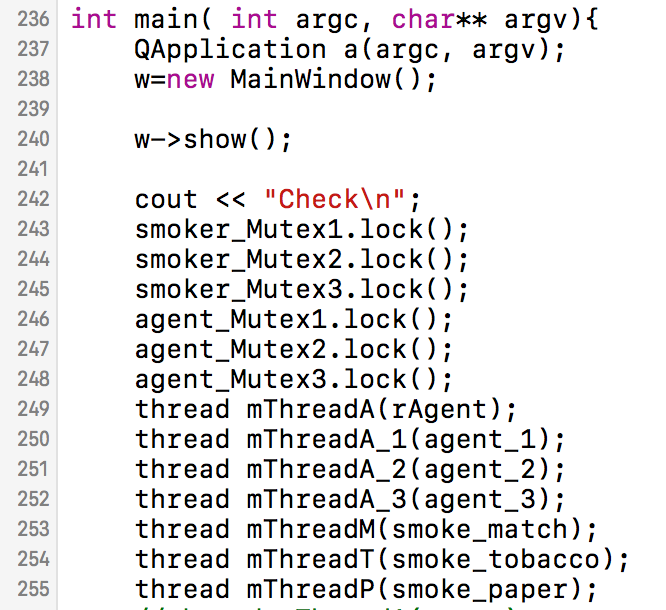 236 int main( int argc, char** argv){
237 QApplication a(argc, argv);
238 w=new MainWindow();
239
240 w->show();
241
242 cout << "Check\n";
243 smoker_Mutex1.lock();
244 smoker_Mutex2.lock();
245 smoker_Mutex3.lock();
246 agent_Mutex1.lock();
247 agent_Mutex2.lock();
248 agent_Mutex3.lock();
249 thread mThreadA(rAgent);
250 thread mThreadA_1(agent_1);
251 thread mThreadA_2(agent_2);
252 thread mThreadA_3(agent_3);
253 thread mThreadM(smoke_match);
254 thread mThreadT(smoke_tobacco);
255 thread mThreadP(smoke_paper);